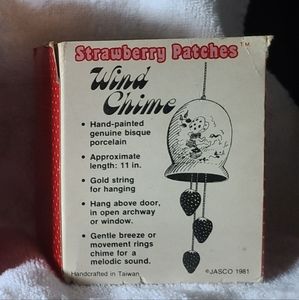 Strawberry Patches™
Wind
Chime
• Hand-painted
genuine bisque
porcelain
• Approximate
length: 11 in.
• Gold string
for hanging
• Hang above door,
in open archway
or window.
• Gentle breeze or
movement rings
chime for a
melodic sound.
Handcrafted in Taiwan
©JASCO 1981